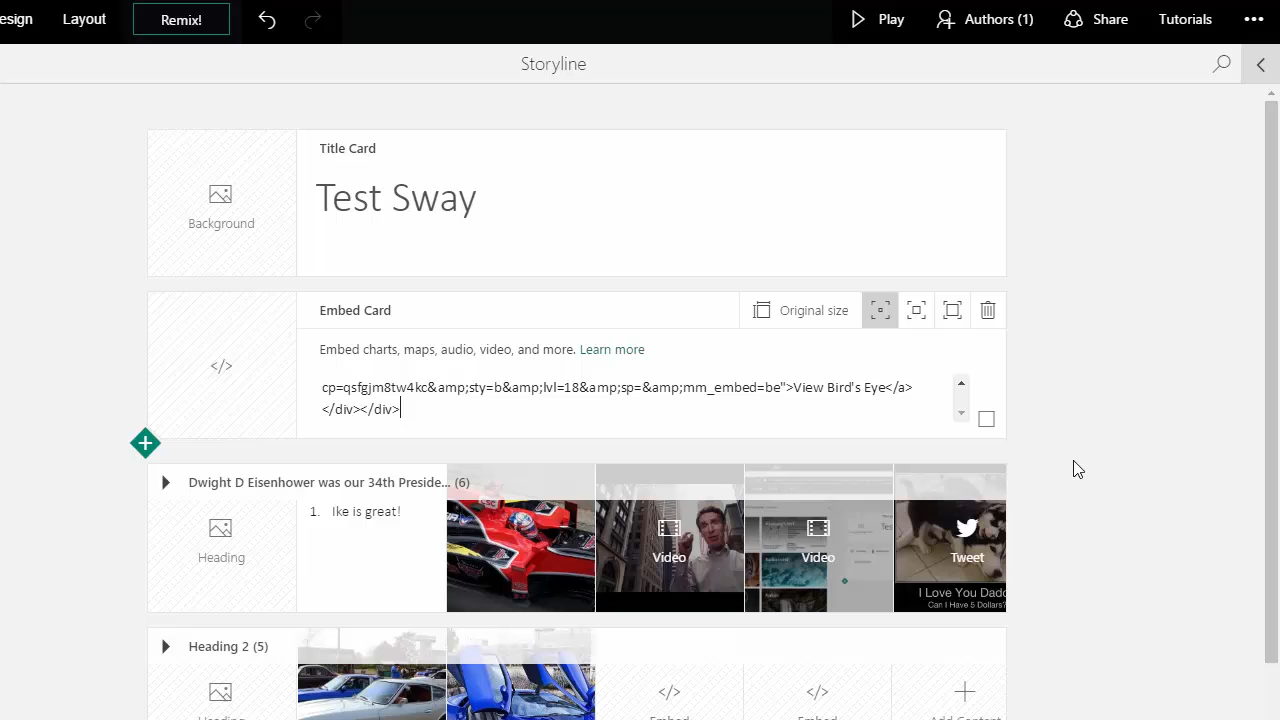 esign Layout Remix! Play Authors (1) Share Tutorials
Storyline
Title Card
Test Sway
Background
Embed Card Original size
Embed charts, maps, audio, video, and more. Learn more
</>
cp=qsfgjm8tw4kc&amp;sty=b&amp;lvl=18&amp;sp=&amp;mm_embed=be">View Bird's Eye</a>
</div></div>
Dwight D Eisenhower was our 34th Preside... (6)
1. Ike is great!
Heading Video Video Tweet
I Love You Dadd
Can I Have 5 Dollars?
Heading 2 (5)
</> </>
Heading Embed Embed Add Content